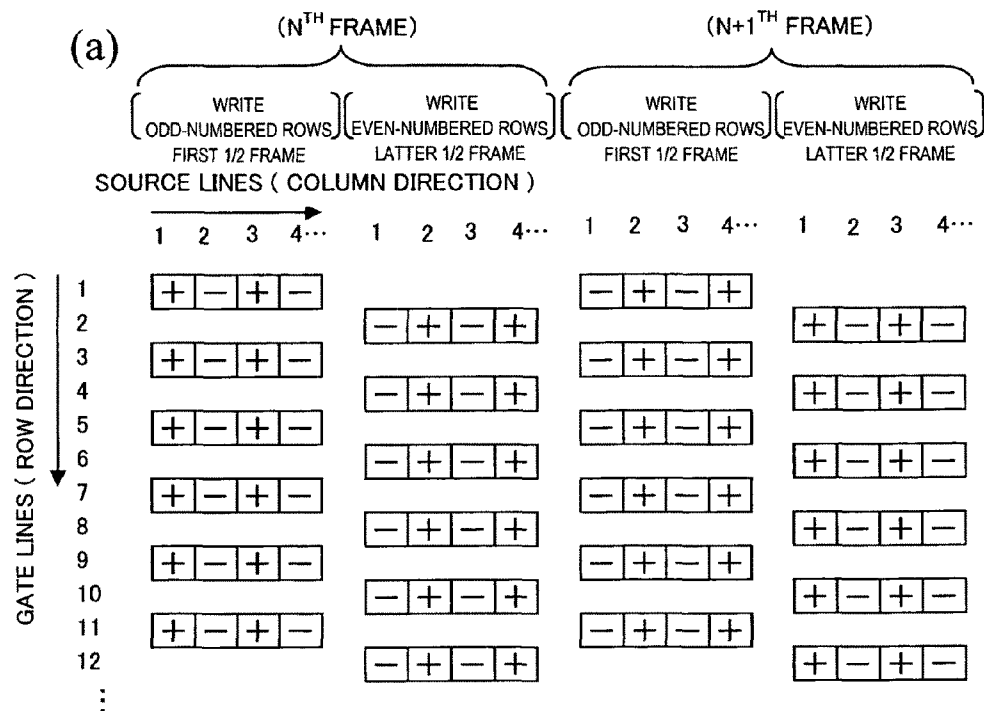 (a)
(N^TH FRAME) (N+1^TH FRAME)
WRITE WRITE WRITE WRITE
ODD-NUMBERED ROWS EVEN-NUMBERED ROWS ODD-NUMBERED ROWS EVEN-NUMBERED ROWS
FIRST 1/2 FRAME LATTER 1/2 FRAME FIRST 1/2 FRAME LATTER 1/2 FRAME
SOURCE LINES ( COLUMN DIRECTION )
1 2 3 4··· 1 2 3 4··· 1 2 3 4··· 1 2 3 4···
GATE LINES ( ROW DIRECTION )
1 + − + − − + − +
2 − + − + + − + −
3 + − + − − + − +
4 − + − + + − + −
5 + − + − − + − +
6 − + − + + − + −
7 + − + − − + − +
8 − + − + + − + −
9 + − + − − + − +
10 − + − + + − + −
11 + − + − − + − +
12 − + − + + − + −
⋮